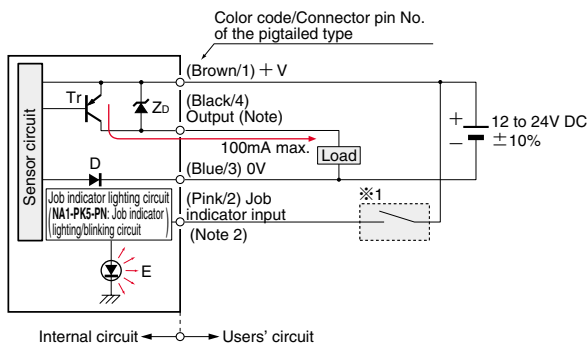 Color code/Connector pin No.
of the pigtailed type
(Brown/1) + V
Tr
ZD
(Black/4)
Output (Note)
100mA max.
Load
+
−
12 to 24V DC
±10%
Sensor circuit
D
(Blue/3) 0V
Job indicator lighting circuit
(NA1-PK5-PN: Job indicator
lighting/blinking circuit)
(Pink/2) Job
indicator input
(Note 2)
※1
E
Internal circuit
Users' circuit